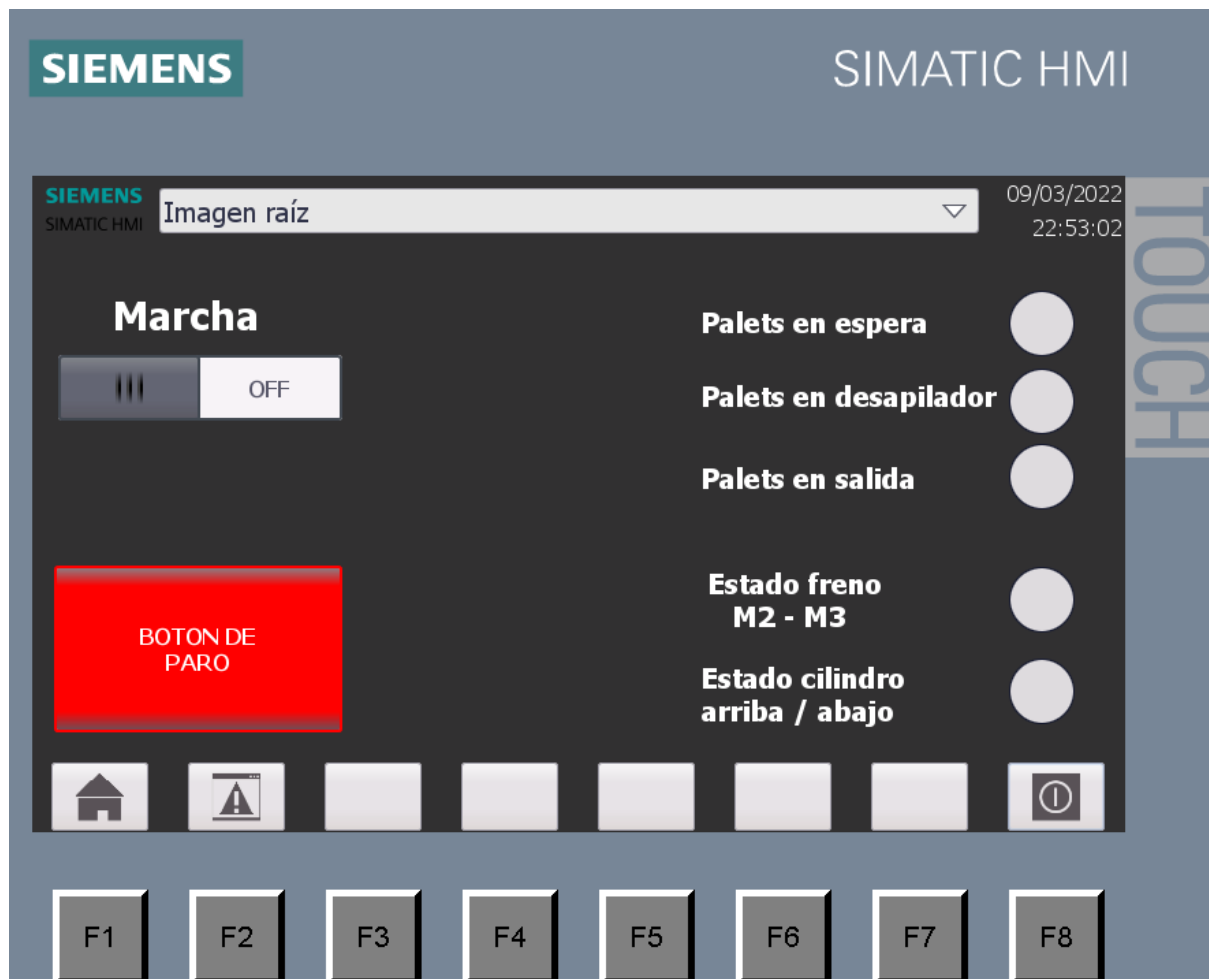 SIEMENS
SIMATIC HMI
SIEMENS
SIMATIC HMI
Imagen raíz
09/03/2022
22:53:02
TOUCH
Marcha
OFF
Palets en espera
Palets en desapilador
Palets en salida
Estado freno
M2 - M3
BOTON DE
PARO
Estado cilindro
arriba / abajo
F1
F2
F3
F4
F5
F6
F7
F8